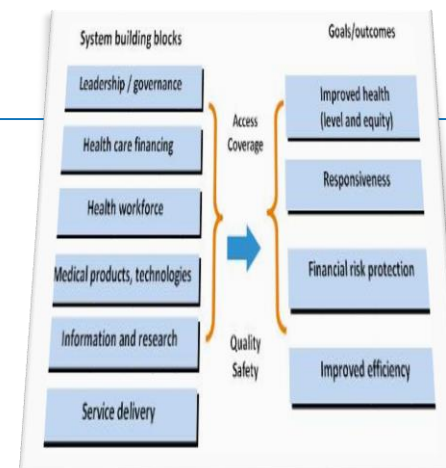 System building blocks
Leadership / governance
Health care financing
Health workforce
Medical products, technologies
Information and research
Service delivery
Access
Coverage
Quality
Safety
Goals/outcomes
Improved health
(level and equity)
Responsiveness
Financial risk protection
Improved efficiency